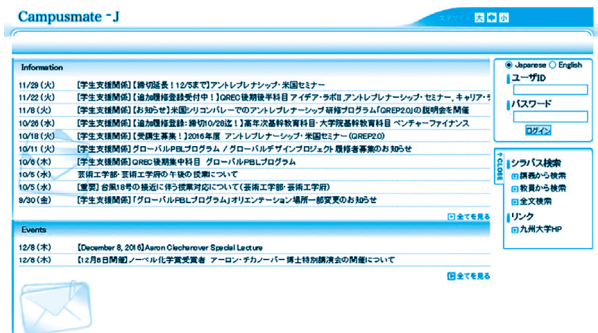 Campusmate-J
文字サイズ 大 中 小
Information
11/29 (火) 【学生支援関係】【締切延長！12/5まで】アントレプレナーシップ・米国セミナー
11/22 (火) 【学生支援関係】【追加履修登録受付中！】QREC後期後半科目 アイデア・ラボII,アントレプレナーシップ・セミナー, キャリア・デ
11/8 (火) 【学生支援関係】【お知らせ】米国シリコンバレーでのアントレプレナーシップ研修プログラム「QREP2.0」の説明会を開催
10/26 (水) 【学生支援関係】【追加履修登録：締切10/28迄！】高年次基幹教育科目・大学院基幹教育科目 ベンチャーファイナンス
10/18 (火) 【学生支援関係】【受講生募集！】2016年度 アントレプレナーシップ・米国セミナー(QREP2.0)
10/11 (火) 【学生支援関係】グローバルPBLプログラム / グローバルデザインプロジェクト履修者募集のお知らせ
10/6 (木) 【学生支援関係】QREC後期集中科目 グローバルPBLプログラム
10/5 (水) 芸術工学部・芸術工学府の午後の授業について
10/5 (水) 【重要】台風18号の接近に伴う授業対応について(芸術工学部・芸術工学府)
9/30 (金) 【学生支援関係】「グローバルPBLプログラム」オリエンテーション場所一部変更のお知らせ
全てを見る
Events
12/8 (木) 【December 8, 2016】Aaron Ciechanover Special Lecture
12/8 (木) 【12月8日開催】ノーベル化学賞受賞者 アーロン・チカノーバー博士特別講演会の開催について
全てを見る
Japanese English
ユーザID
パスワード
ログイン
CLOSE
シラバス検索
講義から検索
教員から検索
全文検索
リンク
九州大学HP